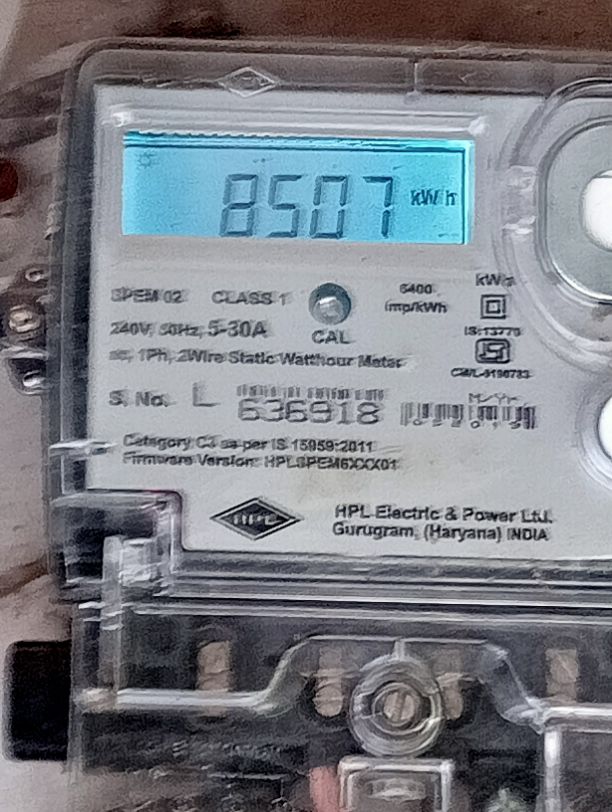 8507 kWh
SPEM 02 CLASS 1 6400 imp/kWh
240V, 50Hz, 5-30A CAL IS:13779
ac, 1Ph, 2Wire Static Watthour Meter
S. No. L 636918
Category C3 as per IS 15959:2011
Firmware Version: HPLSPEM6XXX01
HPL HPL Electric & Power Ltd.
Gurugram, (Haryana) INDIA